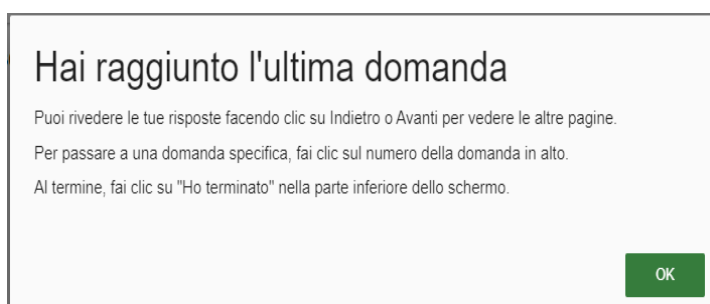 Hai raggiunto l'ultima domanda
Puoi rivedere le tue risposte facendo clic su Indietro o Avanti per vedere le altre pagine.
Per passare a una domanda specifica, fai clic sul numero della domanda in alto.
Al termine, fai clic su "Ho terminato" nella parte inferiore dello schermo.
OK